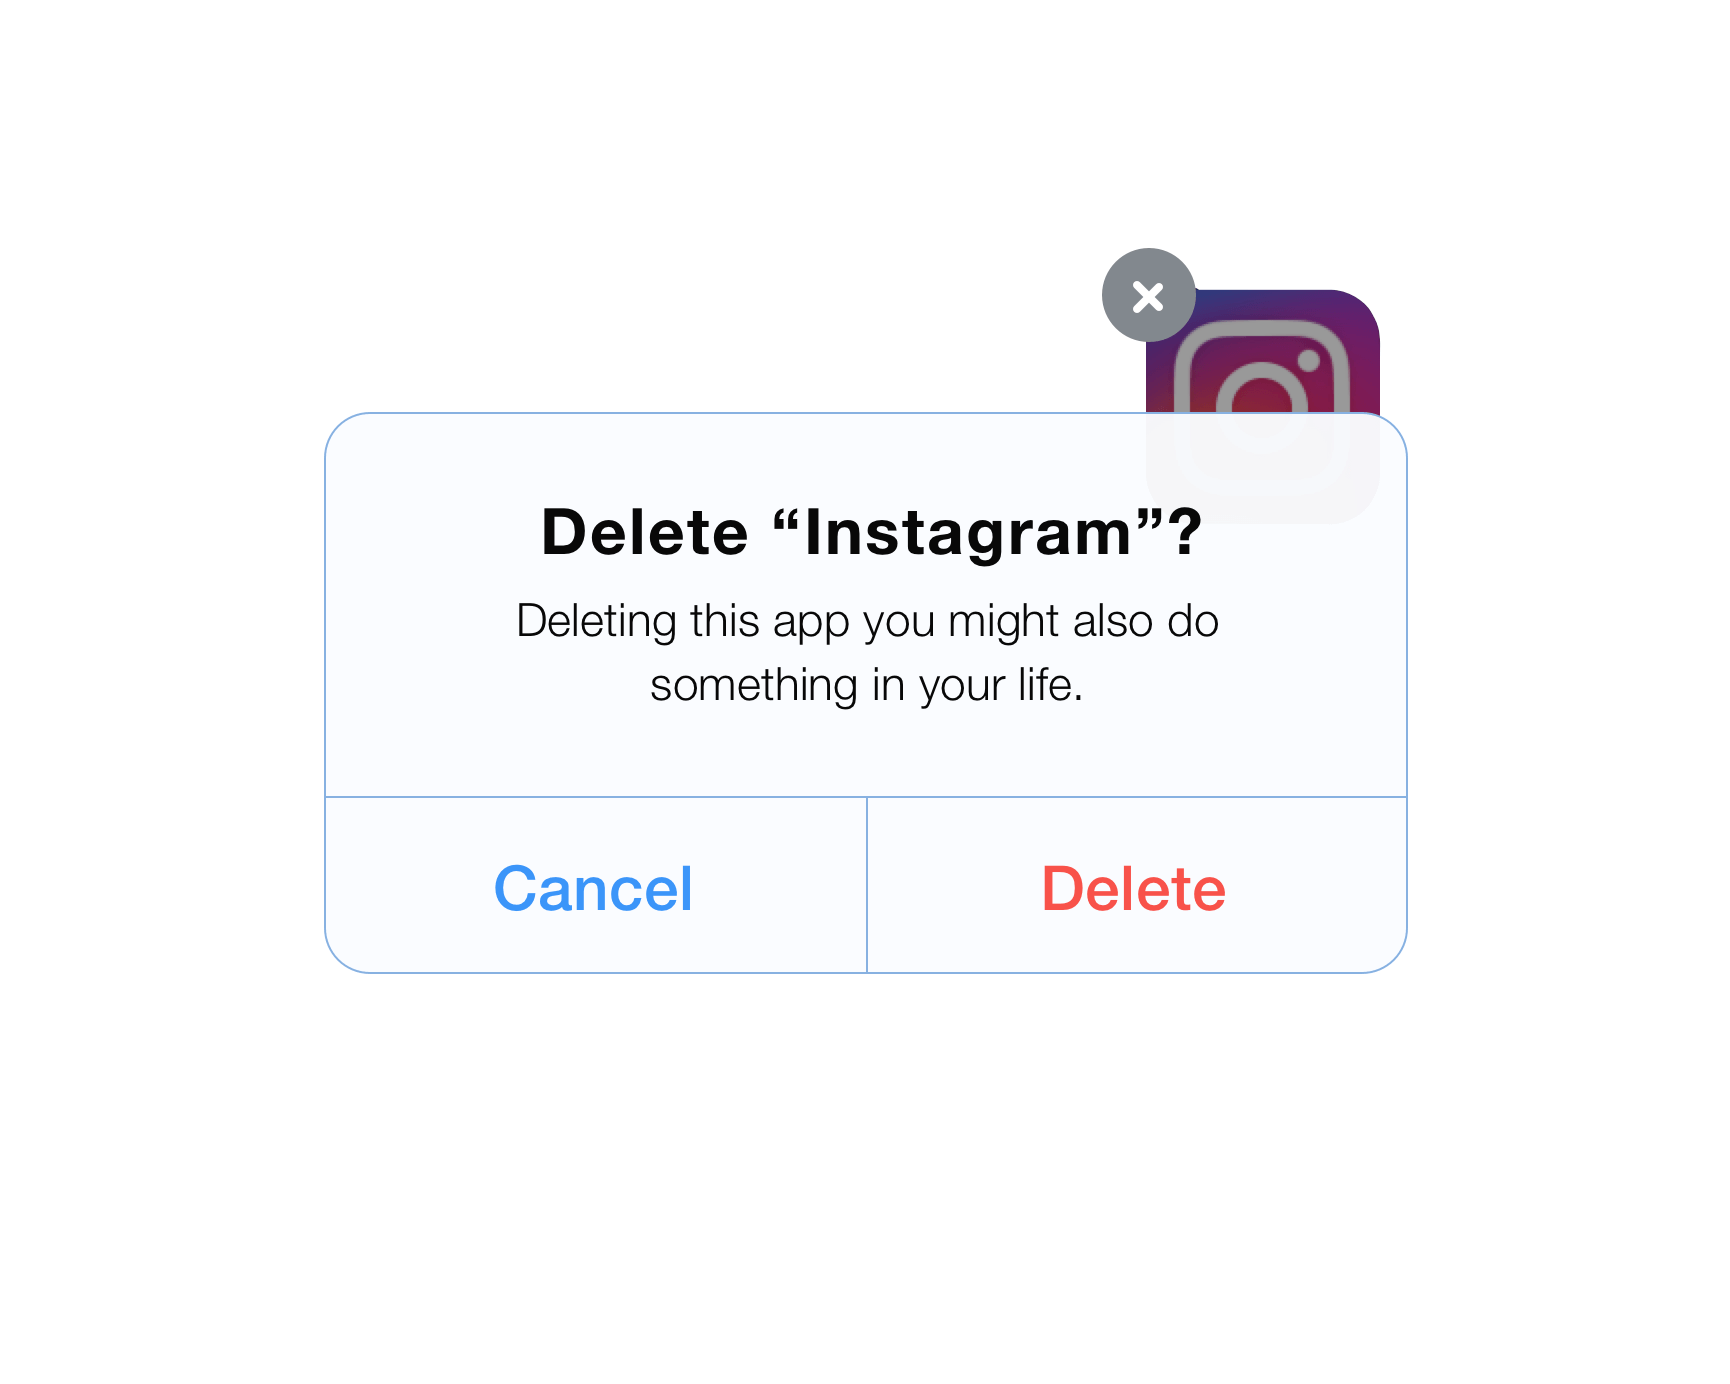 Delete “Instagram”?
Deleting this app you might also do
something in your life.
Cancel
Delete